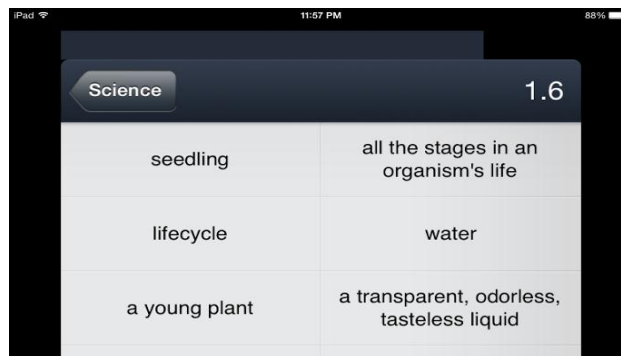 iPad 11:57 PM 88%
Science 1.6
seedling
all the stages in an
organism's life
lifecycle
water
a young plant
a transparent, odorless,
tasteless liquid